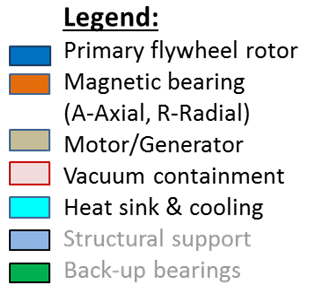 Legend:
Primary flywheel rotor
Magnetic bearing
(A-Axial, R-Radial)
Motor/Generator
Vacuum containment
Heat sink & cooling
Structural support
Back-up bearings